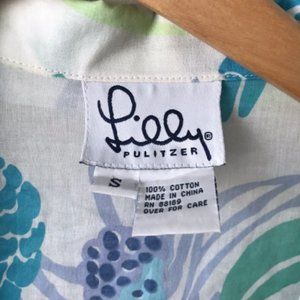 Lilly®
PULITZER
S
100% COTTON
MADE IN CHINA
RN 88189
OVER FOR CARE